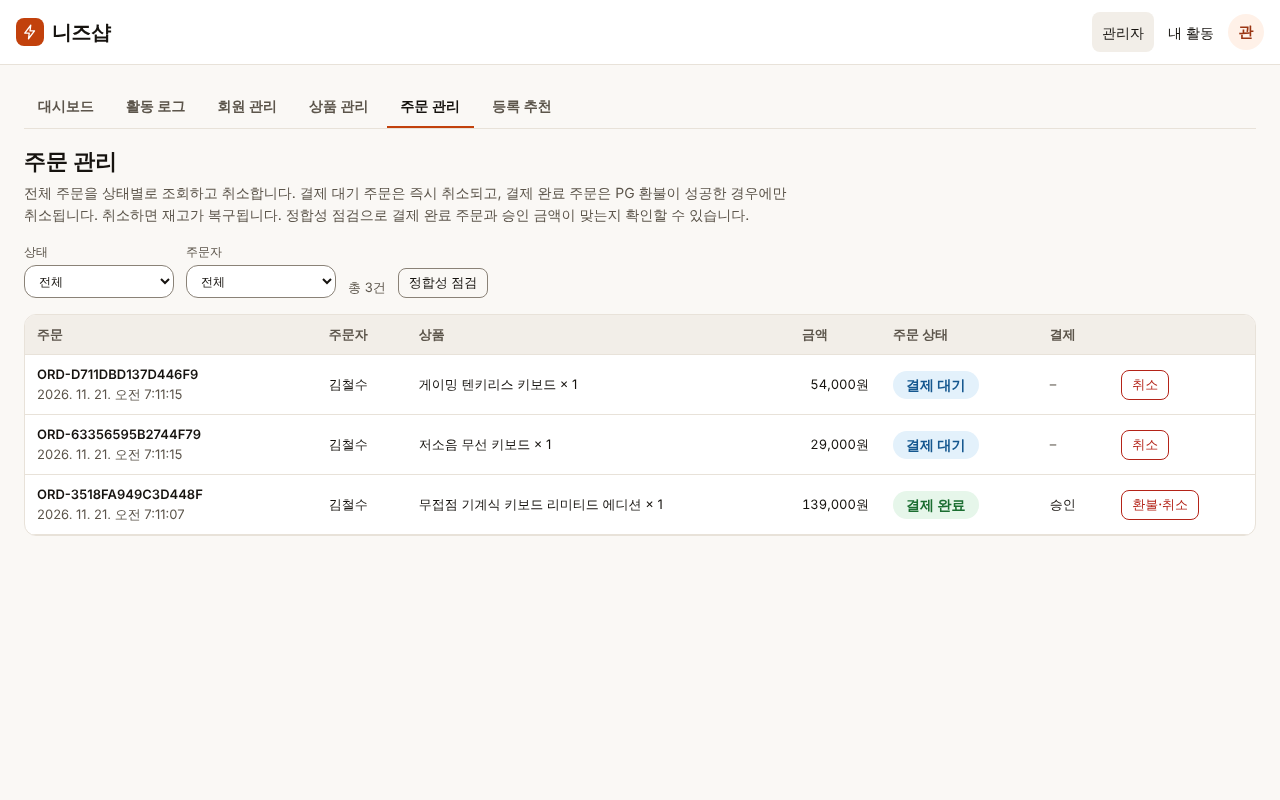 니즈샵
관리자 내 활동 관
대시보드 활동 로그 회원 관리 상품 관리 주문 관리 등록 추천
주문 관리
전체 주문을 상태별로 조회하고 취소합니다. 결제 대기 주문은 즉시 취소되고, 결제 완료 주문은 PG 환불이 성공한 경우에만
취소됩니다. 취소하면 재고가 복구됩니다. 정합성 점검으로 결제 완료 주문과 승인 금액이 맞는지 확인할 수 있습니다.
상태 주문자
전체 전체 총 3건 정합성 점검
주문 주문자 상품 금액 주문 상태 결제
ORD-D711DBD137D446F9
2026. 11. 21. 오전 7:11:15
김철수 게이밍 텐키리스 키보드 × 1 54,000원 결제 대기 – 취소
ORD-63356595B2744F79
2026. 11. 21. 오전 7:11:15
김철수 저소음 무선 키보드 × 1 29,000원 결제 대기 – 취소
ORD-3518FA949C3D448F
2026. 11. 21. 오전 7:11:07
김철수 무접점 기계식 키보드 리미티드 에디션 × 1 139,000원 결제 완료 승인 환불·취소